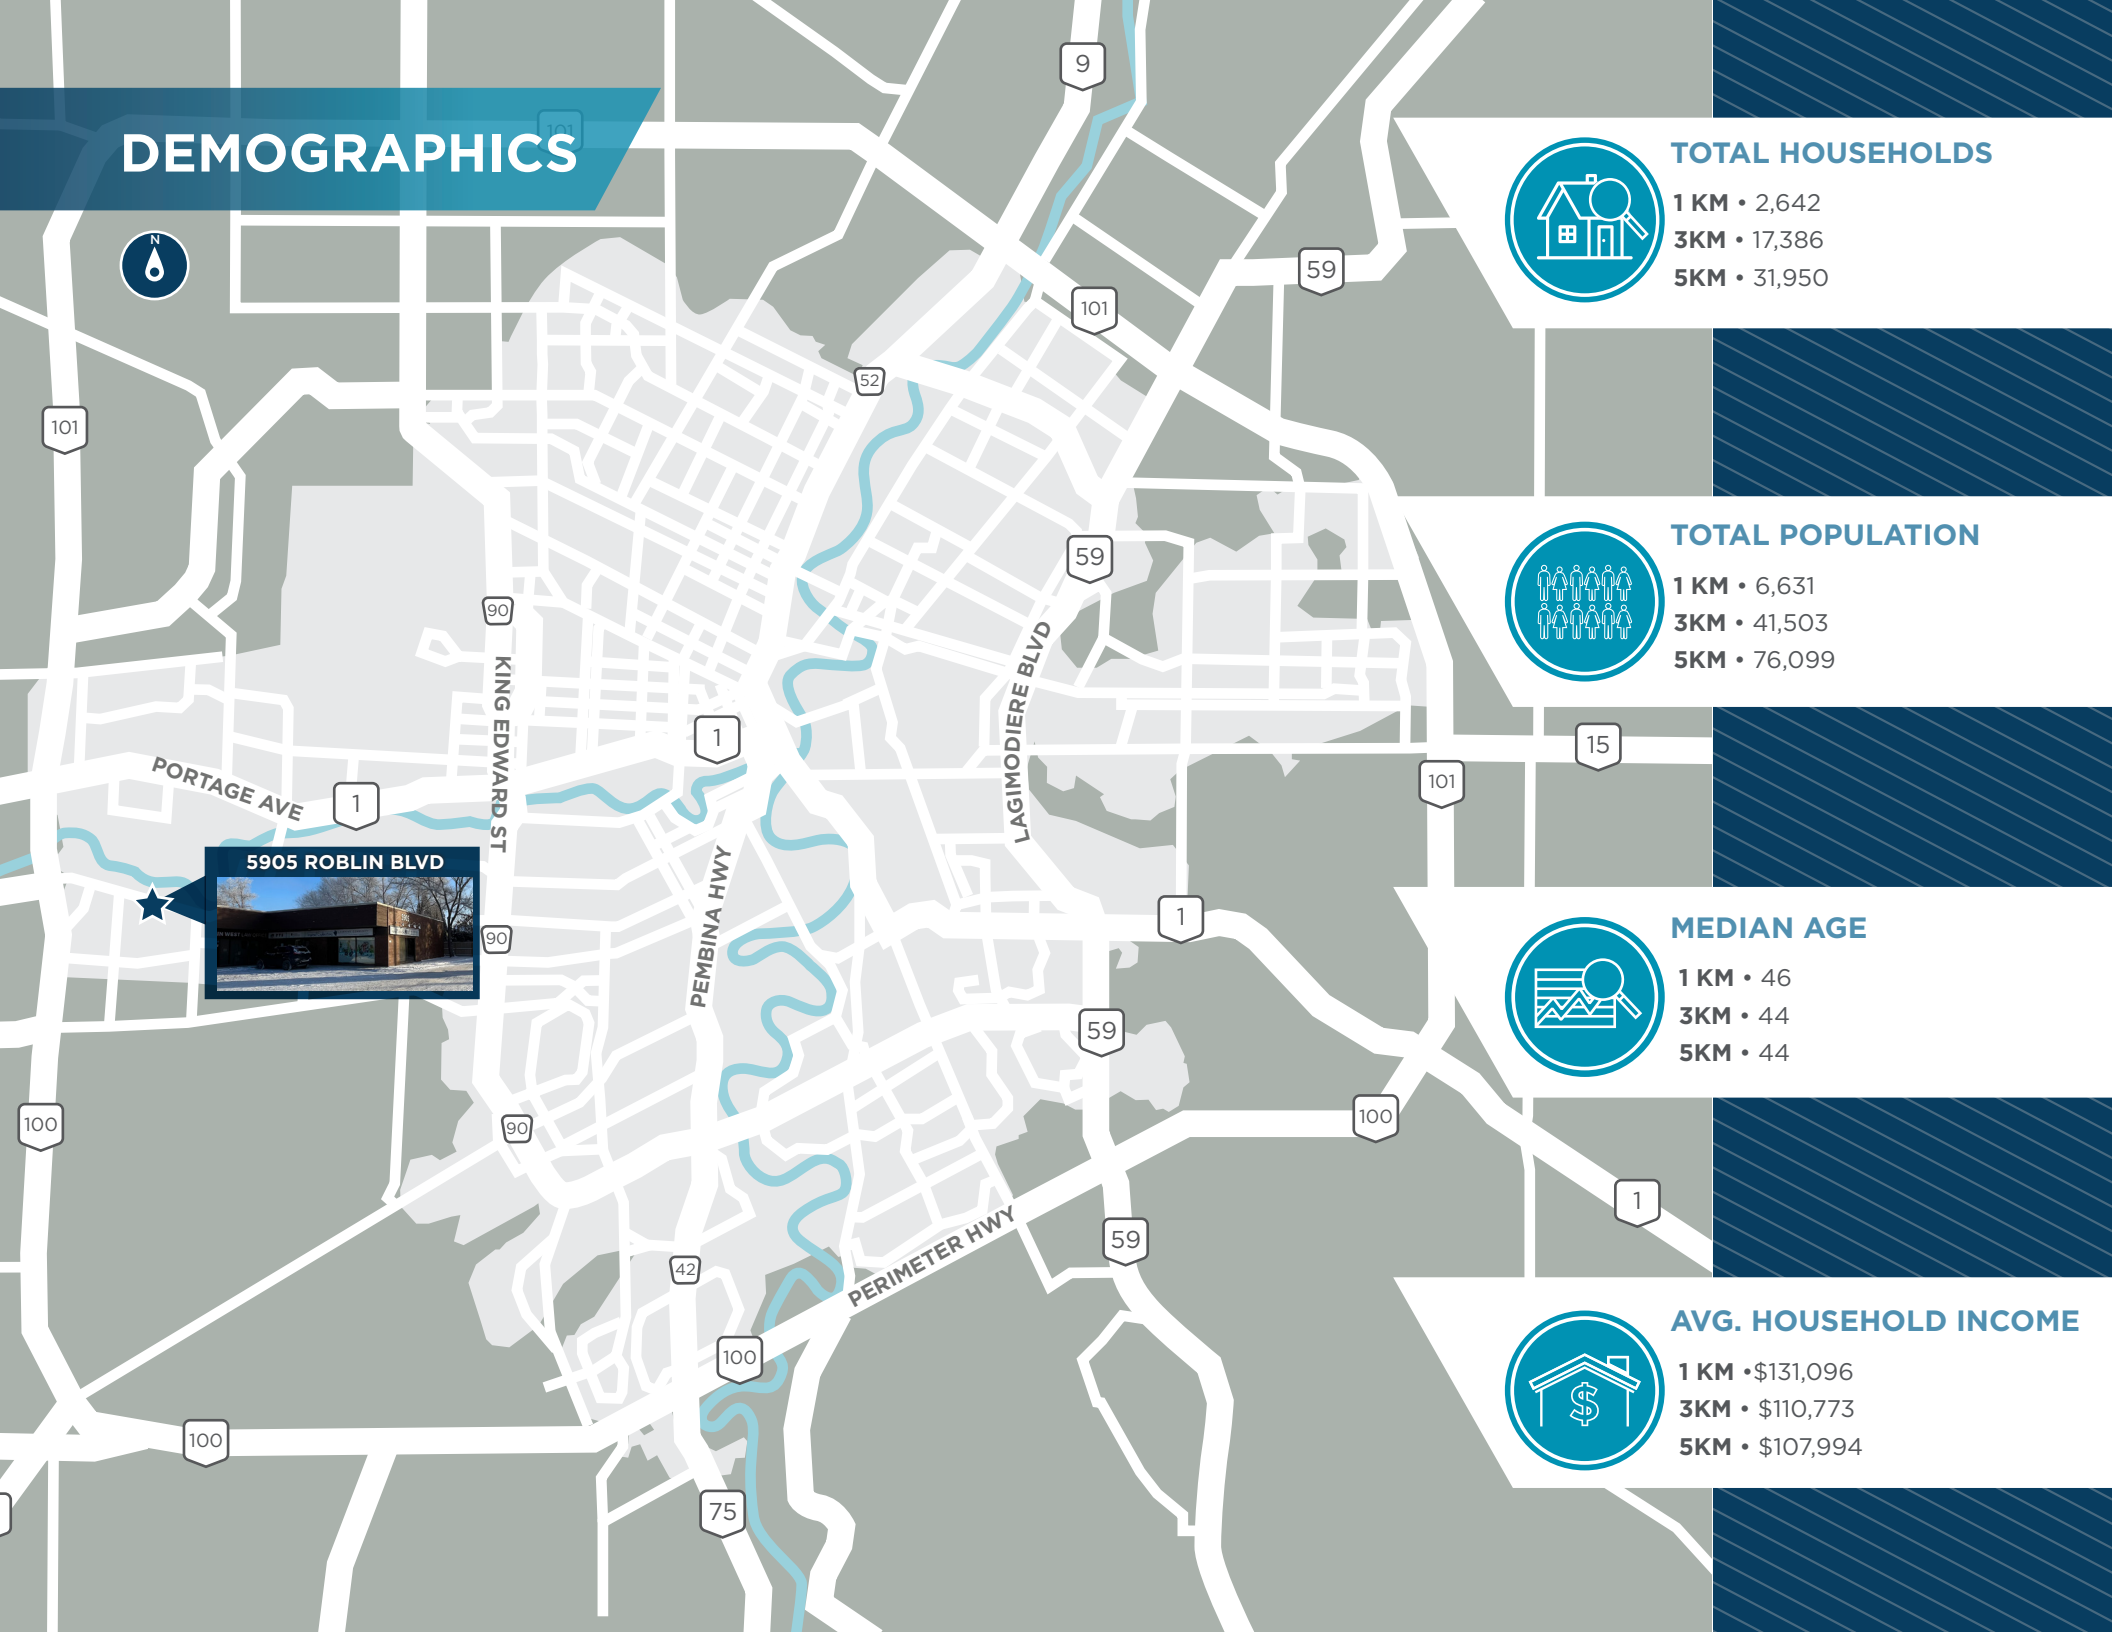 DEMOGRAPHICS
N
101
9
59
101
52
101
59
90
KING EDWARD ST
LAGIMODIERE BLVD
1
15
101
PORTAGE AVE
1
5905 ROBLIN BLVD
PEMBINA HWY
90
1
59
100
90
100
1
59
PERIMETER HWY
42
100
100
75
TOTAL HOUSEHOLDS
1 KM • 2,642
3KM • 17,386
5KM • 31,950
TOTAL POPULATION
1 KM • 6,631
3KM • 41,503
5KM • 76,099
MEDIAN AGE
1 KM • 46
3KM • 44
5KM • 44
AVG. HOUSEHOLD INCOME
1 KM •$131,096
3KM • $110,773
5KM • $107,994